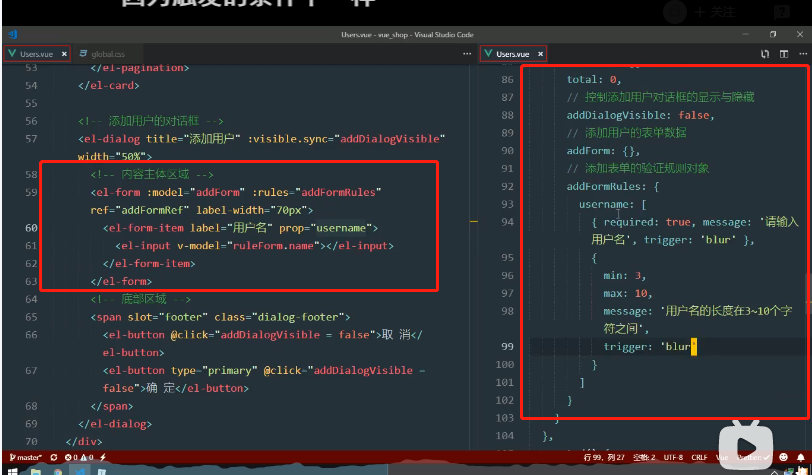 因为触发的条件不一样
+ 关注
Users.vue - vue_shop - Visual Studio Code
Users.vue × global.css ···
53 </el-pagination>
54 </el-card>
55
56 <!-- 添加用户的对话框 -->
57 <el-dialog title="添加用户" :visible.sync="addDialogVisible"
width="50%">
58 <!-- 内容主体区域 -->
59 <el-form :model="addForm" :rules="addFormRules"
ref="addFormRef" label-width="70px">
60 <el-form-item label="用户名" prop="username">
61 <el-input v-model="ruleForm.name"></el-input>
62 </el-form-item>
63 </el-form>
64 <!-- 底部区域 -->
65 <span slot="footer" class="dialog-footer">
66 <el-button @click="addDialogVisible = false">取 消</
el-button>
67 <el-button type="primary" @click="addDialogVisible =
false">确 定</el-button>
68 </span>
69 </el-dialog>
70 </div>
Users.vue × ···
86 total: 0,
87 // 控制添加用户对话框的显示与隐藏
88 addDialogVisible: false,
89 // 添加用户的表单数据
90 addForm: {},
91 // 添加表单的验证规则对象
92 addFormRules: {
93 username: [
94 { required: true, message: '请输入
用户名', trigger: 'blur' },
95 {
96 min: 3,
97 max: 10,
98 message: '用户名的长度在3~10个字
符之间',
99 trigger: 'blur'
100 }
101 ]
102 }
103 }
104 },
master* 0 0 行 99, 列 27 空格: 2 UTF-8 CRLF Vue